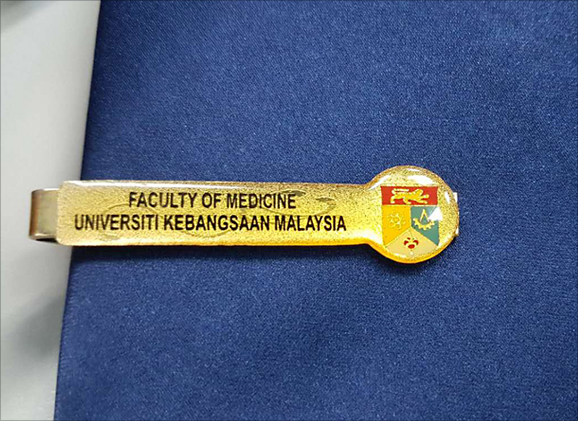 FACULTY OF MEDICINE
UNIVERSITI KEBANGSAAN MALAYSIA